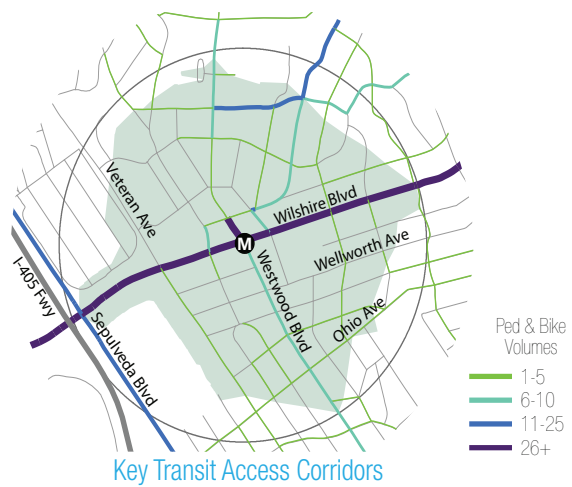 Veteran Ave
Wilshire Blvd
M
Wellworth Ave
Westwood Blvd
I-405 Fwy
Ohio Ave
Sepulveda Blvd
Ped & Bike
Volumes
1-5
6-10
11-25
26+
Key Transit Access Corridors